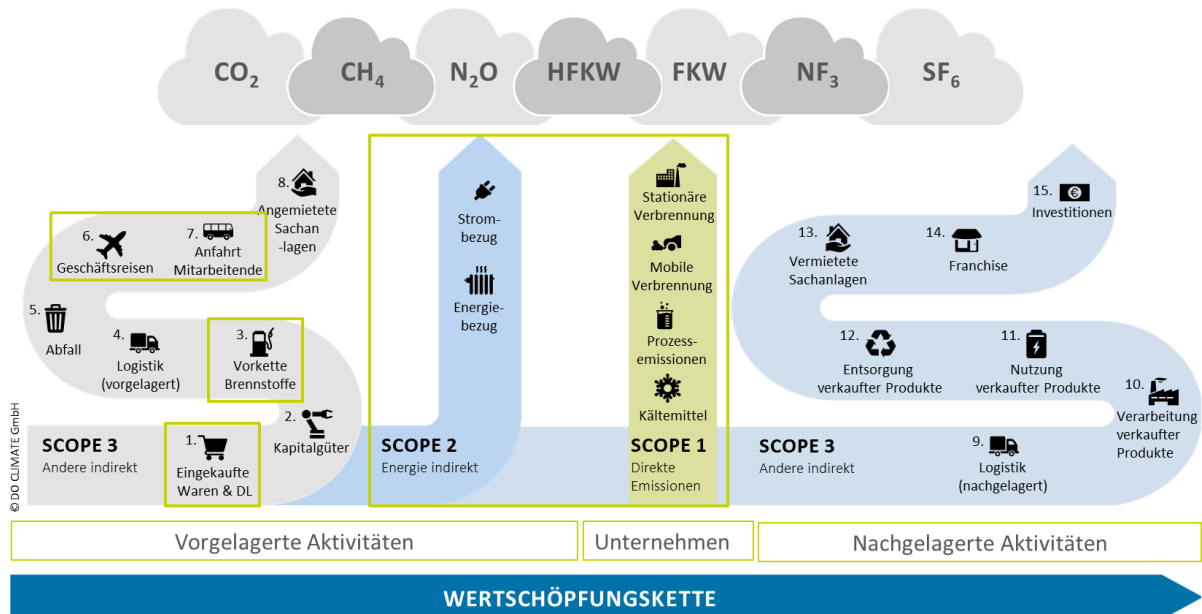 CO2
CH4
N2O
HFKW
FKW
NF3
SF6
8.
Angemietete
Sachan
-lagen
6.
Geschäftsreisen
7.
Anfahrt
Mitarbeitende
5.
Abfall
4.
Logistik
(vorgelagert)
3.
Vorkette
Brennstoffe
2.
Kapitalgüter
1.
Eingekaufte
Waren & DL
SCOPE 3
Andere indirekt
Strom-
bezug
Energie-
bezug
SCOPE 2
Energie indirekt
Stationäre
Verbrennung
Mobile
Verbrennung
Prozess-
emissionen
Kältemittel
SCOPE 1
Direkte
Emissionen
15.
Investitionen
13.
Vermietete
Sachanlagen
14.
Franchise
12.
Entsorgung
verkaufter Produkte
11.
Nutzung
verkaufter Produkte
10.
Verarbeitung
verkaufter
Produkte
9.
Logistik
(nachgelagert)
SCOPE 3
Andere indirekt
© DO CLIMATE GmbH
Vorgelagerte Aktivitäten
Unternehmen
Nachgelagerte Aktivitäten
WERTSCHÖPFUNGSKETTE